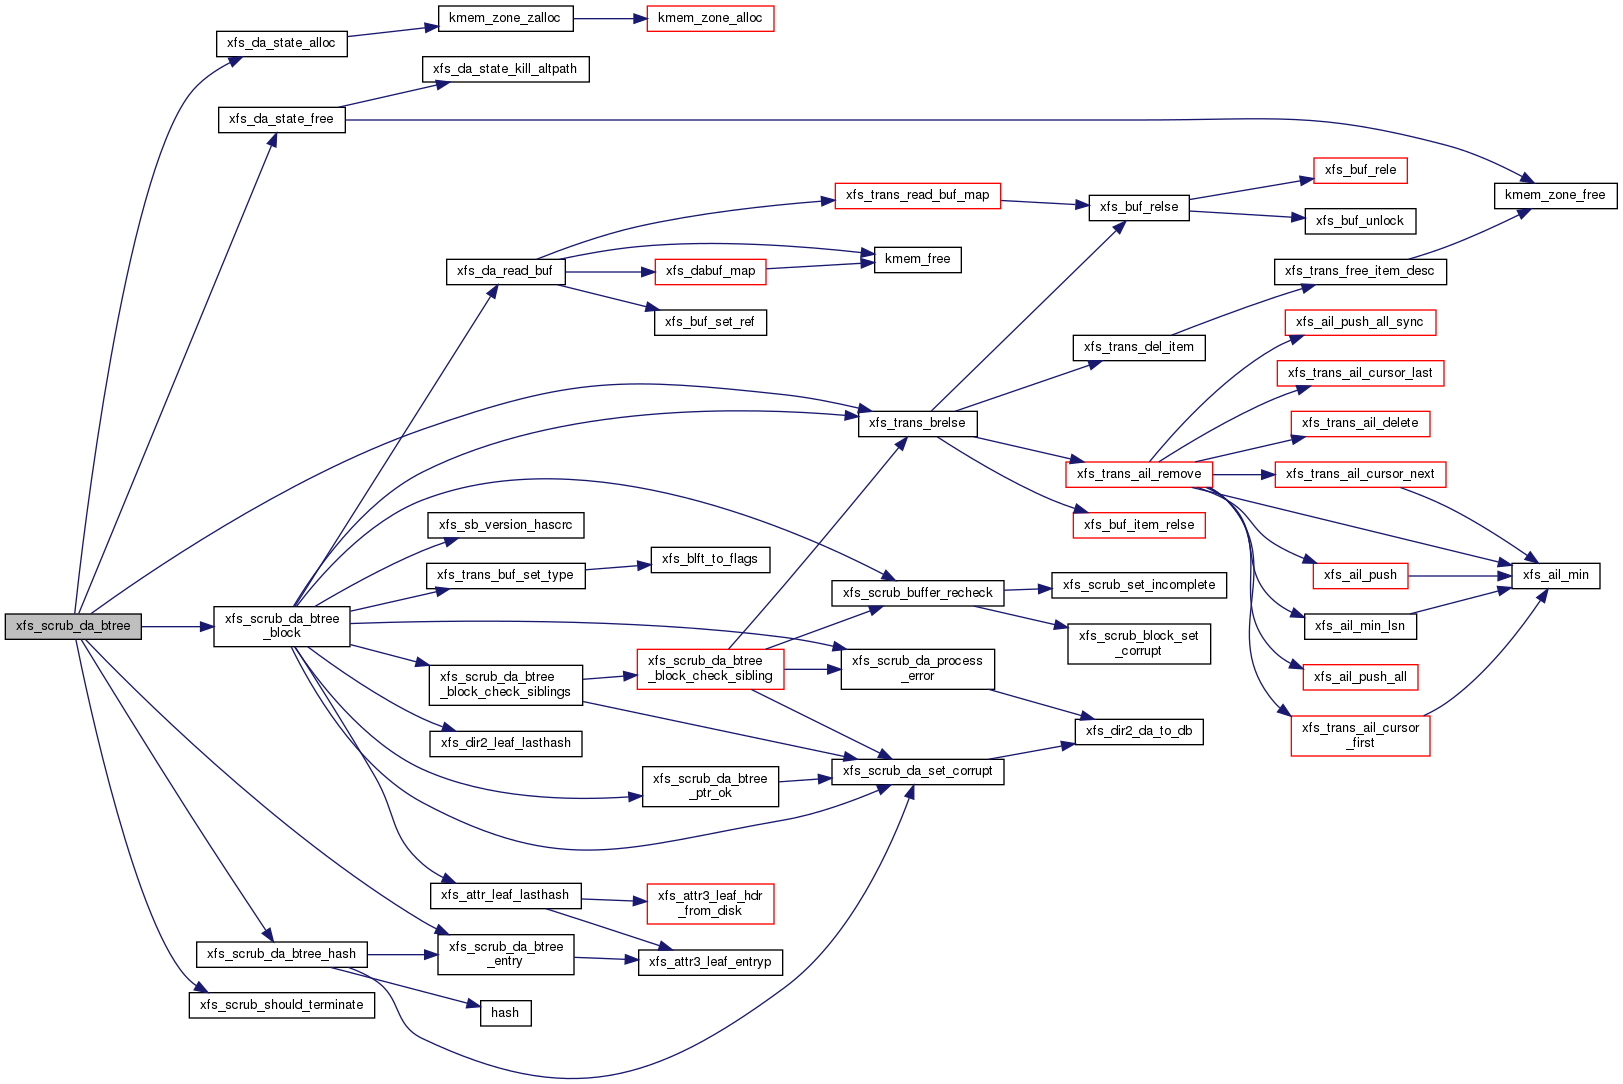 kmem_zone_zalloc
kmem_zone_alloc
xfs_da_state_alloc
xfs_da_state_kill_altpath
xfs_da_state_free
xfs_buf_rele
xfs_trans_read_buf_map
kmem_zone_free
xfs_buf_relse
xfs_buf_unlock
kmem_free
xfs_da_read_buf
xfs_dabuf_map
xfs_trans_free_item_desc
xfs_buf_set_ref
xfs_ail_push_all_sync
xfs_trans_del_item
xfs_trans_ail_cursor_last
xfs_trans_brelse
xfs_trans_ail_delete
xfs_trans_ail_remove
xfs_trans_ail_cursor_next
xfs_sb_version_hascrc
xfs_buf_item_relse
xfs_blft_to_flags
xfs_trans_buf_set_type
xfs_ail_push
xfs_ail_min
xfs_scrub_set_incomplete
xfs_scrub_buffer_recheck
xfs_scrub_da_btree
xfs_scrub_da_btree
_block
xfs_ail_min_lsn
xfs_scrub_block_set
_corrupt
xfs_scrub_da_btree
_block_check_sibling
xfs_scrub_da_process
_error
xfs_scrub_da_btree
_block_check_siblings
xfs_ail_push_all
xfs_dir2_leaf_lasthash
xfs_dir2_da_to_db
xfs_trans_ail_cursor
_first
xfs_scrub_da_set_corrupt
xfs_scrub_da_btree
_ptr_ok
xfs_attr_leaf_lasthash
xfs_attr3_leaf_hdr
_from_disk
xfs_scrub_da_btree_hash
xfs_scrub_da_btree
_entry
xfs_attr3_leaf_entryp
xfs_scrub_should_terminate
hash